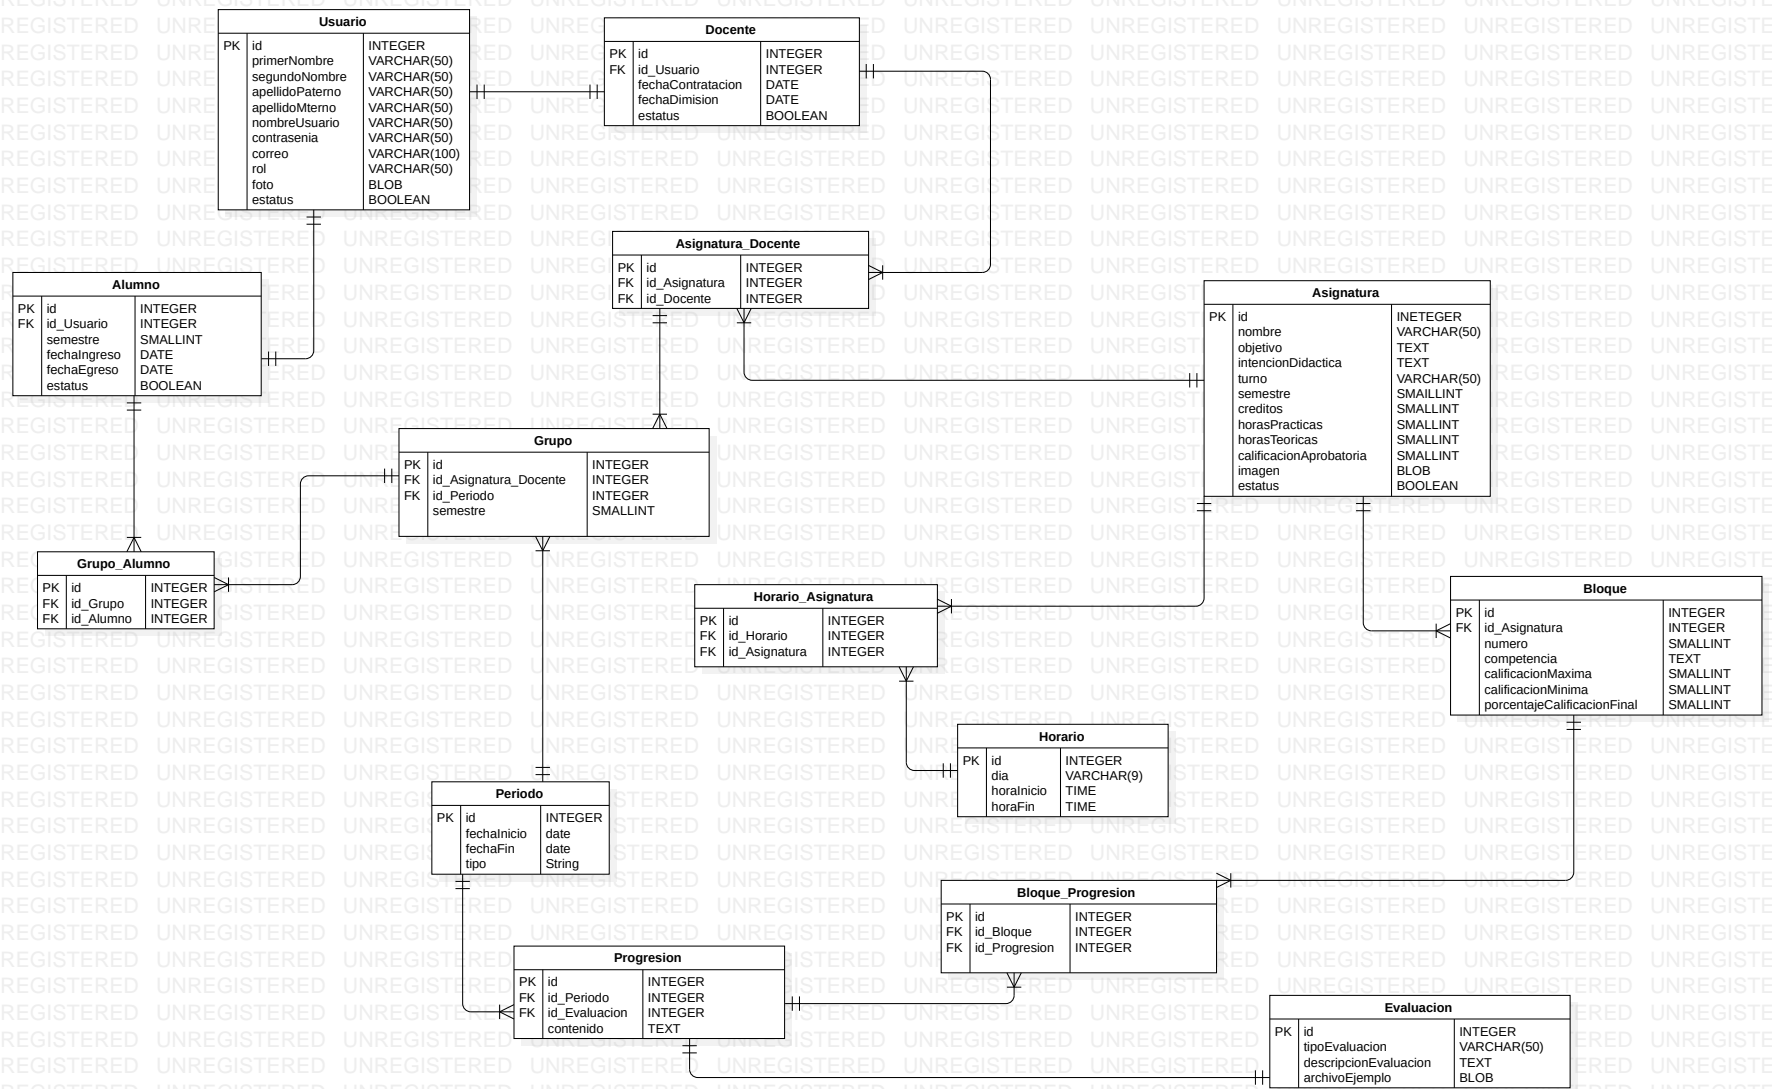 Usuario
PK id INTEGER
primerNombre VARCHAR(50)
segundoNombre VARCHAR(50)
apellidoPaterno VARCHAR(50)
apellidoMterno VARCHAR(50)
nombreUsuario VARCHAR(50)
contrasenia VARCHAR(50)
correo VARCHAR(100)
rol VARCHAR(50)
foto BLOB
estatus BOOLEAN
Docente
PK id INTEGER
FK id_Usuario INTEGER
fechaContratacion DATE
fechaDimision DATE
estatus BOOLEAN
Asignatura_Docente
PK id INTEGER
FK id_Asignatura INTEGER
FK id_Docente INTEGER
Alumno
PK id INTEGER
FK id_Usuario INTEGER
semestre SMALLINT
fechaIngreso DATE
fechaEgreso DATE
estatus BOOLEAN
Asignatura
PK id INETEGER
nombre VARCHAR(50)
objetivo TEXT
intencionDidactica TEXT
turno VARCHAR(50)
semestre SMAILLINT
creditos SMALLINT
horasPracticas SMALLINT
horasTeoricas SMALLINT
calificacionAprobatoria SMALLINT
imagen BLOB
estatus BOOLEAN
Grupo
PK id INTEGER
FK id_Asignatura_Docente INTEGER
FK id_Periodo INTEGER
semestre SMALLINT
Grupo_Alumno
PK id INTEGER
FK id_Grupo INTEGER
FK id_Alumno INTEGER
Horario_Asignatura
PK id INTEGER
FK id_Horario INTEGER
FK id_Asignatura INTEGER
Bloque
PK id INTEGER
FK id_Asignatura INTEGER
numero SMALLINT
competencia TEXT
calificacionMaxima SMALLINT
calificacionMinima SMALLINT
porcentajeCalificacionFinal SMALLINT
Horario
PK id INTEGER
dia VARCHAR(9)
horaInicio TIME
horaFin TIME
Periodo
PK id INTEGER
fechaInicio date
fechaFin date
tipo String
Bloque_Progresion
PK id INTEGER
FK id_Bloque INTEGER
FK id_Progresion INTEGER
Progresion
PK id INTEGER
FK id_Periodo INTEGER
FK id_Evaluacion INTEGER
contenido TEXT
Evaluacion
PK id INTEGER
tipoEvaluacion VARCHAR(50)
descripcionEvaluacion TEXT
archivoEjemplo BLOB
UNREGISTERED